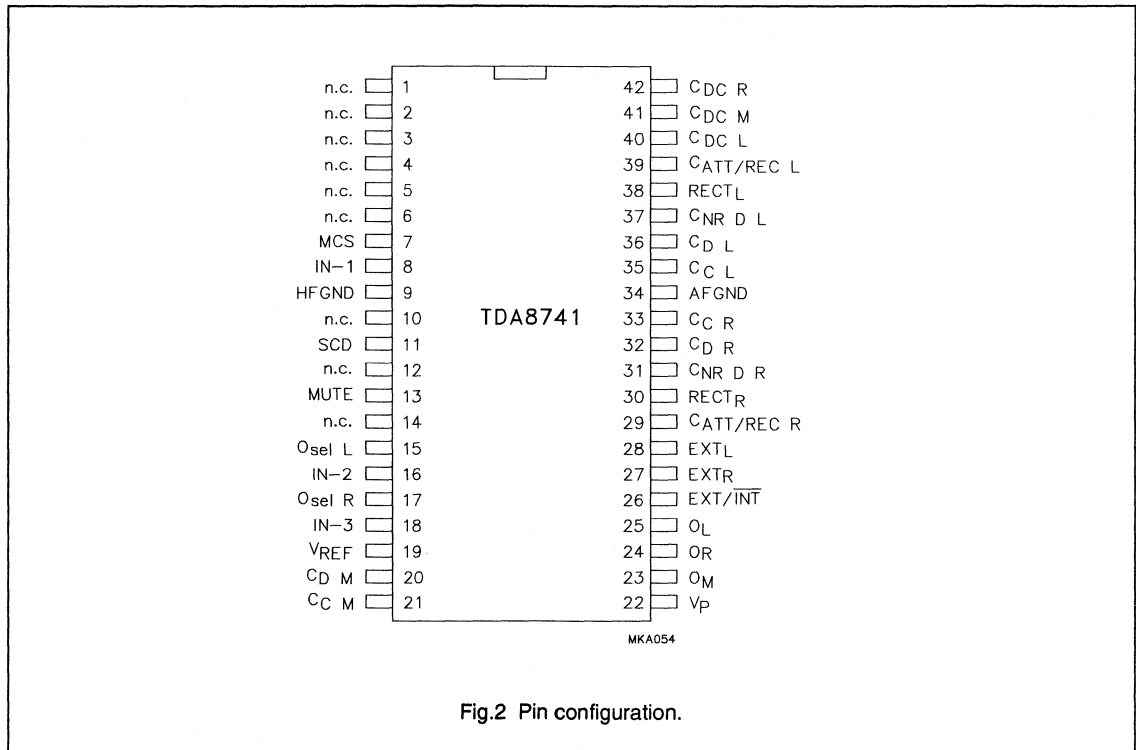 n.c. 1 42 CDC R
n.c. 2 41 CDC M
n.c. 3 40 CDC L
n.c. 4 39 CATT/REC L
n.c. 5 38 RECTL
n.c. 6 37 CNR D L
MCS 7 36 CD L
IN-1 8 35 CC L
HFGND 9 34 AFGND
n.c. 10 TDA8741 33 CC R
SCD 11 32 CD R
n.c. 12 31 CNR D R
MUTE 13 30 RECTR
n.c. 14 29 CATT/REC R
Osel L 15 28 EXTL
IN-2 16 27 EXTR
Osel R 17 26 EXT/INT
IN-3 18 25 OL
VREF 19 24 OR
CD M 20 23 OM
CC M 21 22 VP
MKA054
Fig.2 Pin configuration.